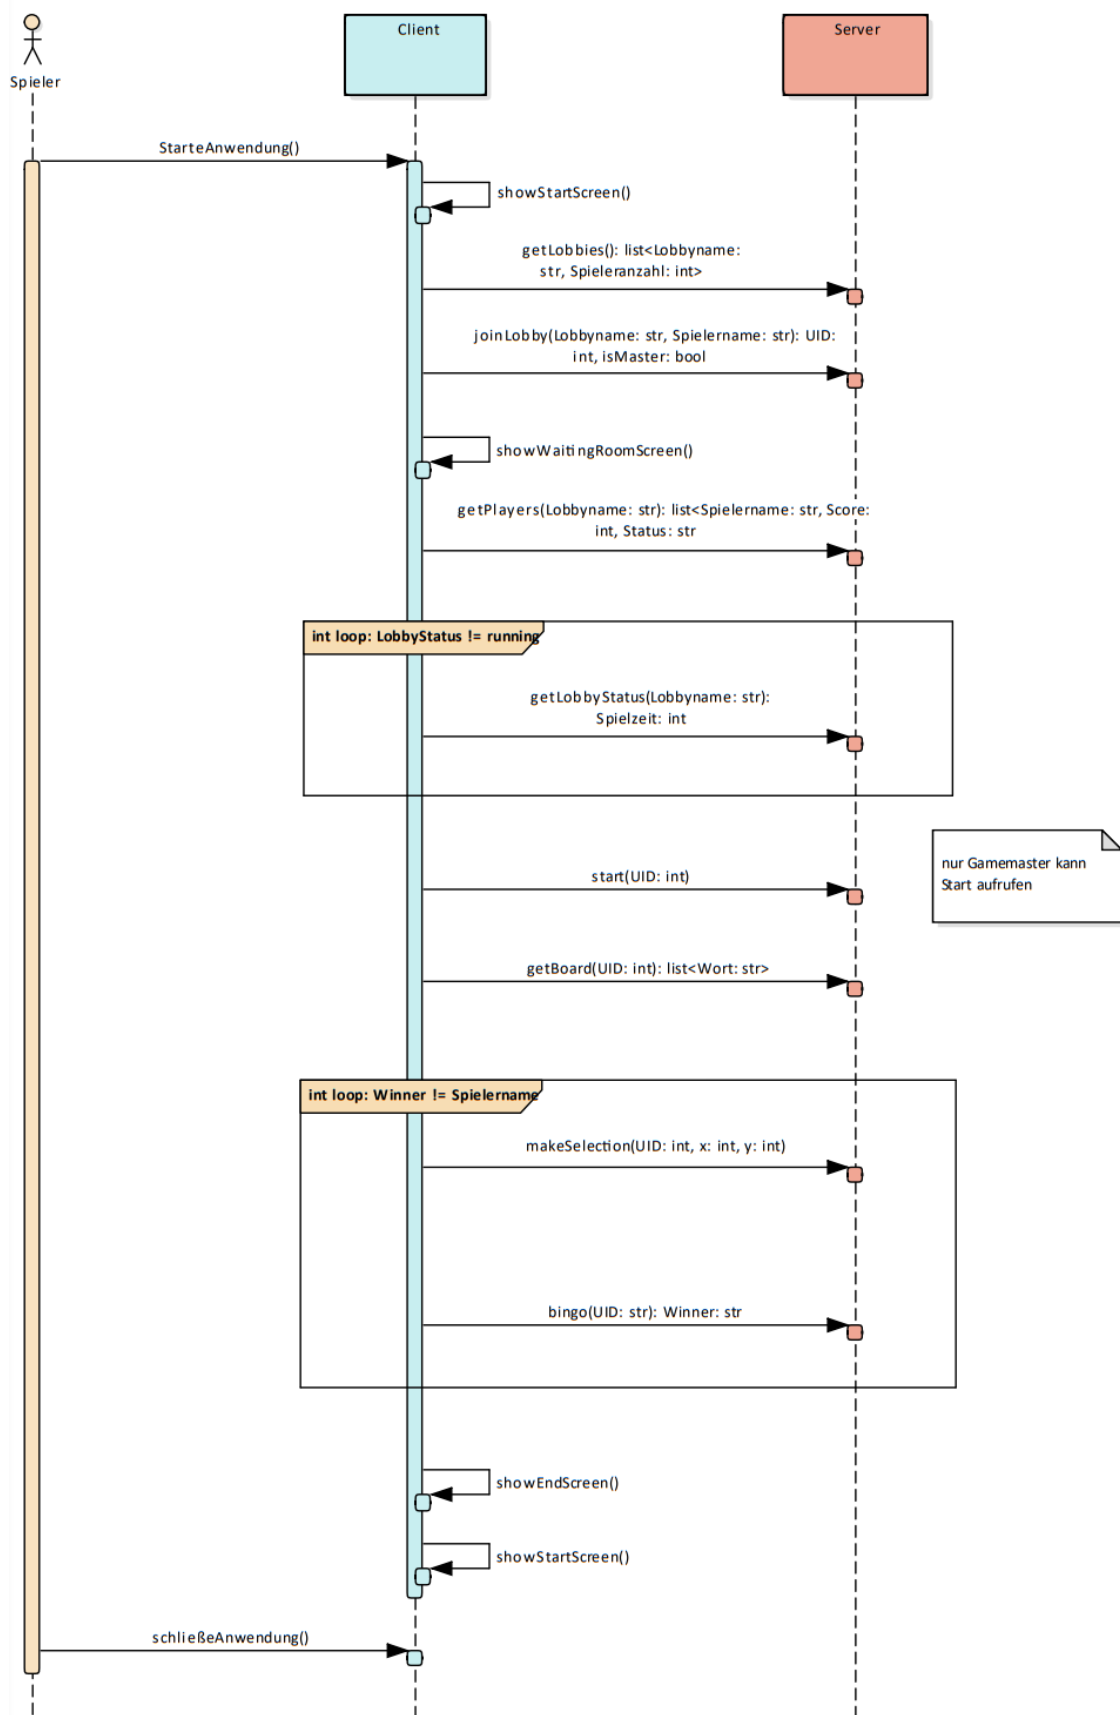 Client
Server
Spieler
StarteAnwendung()
showStartScreen()
getLobbies(): list<Lobbyname:
str, Spieleranzahl: int>
joinLobby(Lobbyname: str, Spielername: str): UID:
int, isMaster: bool
showWaitingRoomScreen()
getPlayers(Lobbyname: str): list<Spielername: str, Score:
int, Status: str
int loop: LobbyStatus != running
getLobbyStatus(Lobbyname: str):
Spielzeit: int
nur Gamemaster kann
Start aufrufen
start(UID: int)
getBoard(UID: int): list<Wort: str>
int loop: Winner != Spielername
makeSelection(UID: int, x: int, y: int)
bingo(UID: str): Winner: str
showEndScreen()
showStartScreen()
schließeAnwendung()